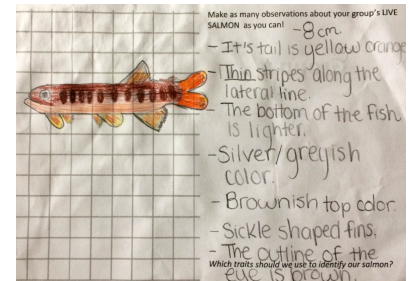 Make as many observations about your group's LIVE
SALMON as you can! -8cm.
- It's tail is yellow orange
- Thin stripes along the
lateral line.
- The bottom of the fish
is lighter.
- Silver/greyish
color.
- Brownish top color.
- Sickle shaped fins.
- The outline of the
Which traits should we use to identify our salmon?
eye is brown.